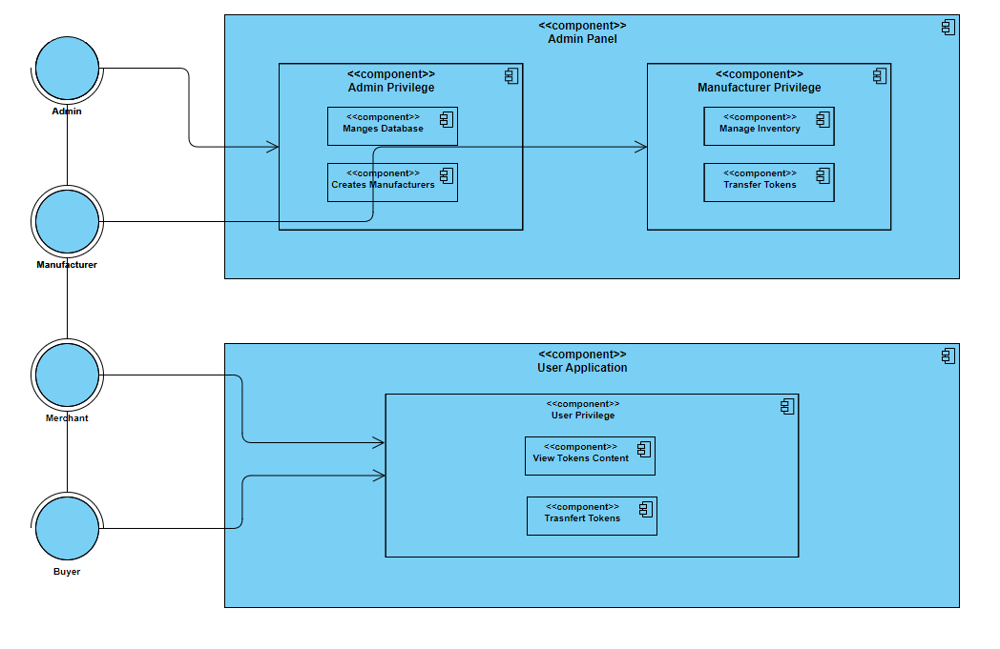 <<component>>
Admin Panel
Admin
<<component>>
Admin Privilege
<<component>>
Manges Database
<<component>>
Creates Manufacturers
<<component>>
Manufacturer Privilege
<<component>>
Manage Inventory
<<component>>
Transfer Tokens
Manufacturer
<<component>>
User Application
Merchant
<<component>>
User Privilege
<<component>>
View Tokens Content
<<component>>
Trasnfert Tokens
Buyer